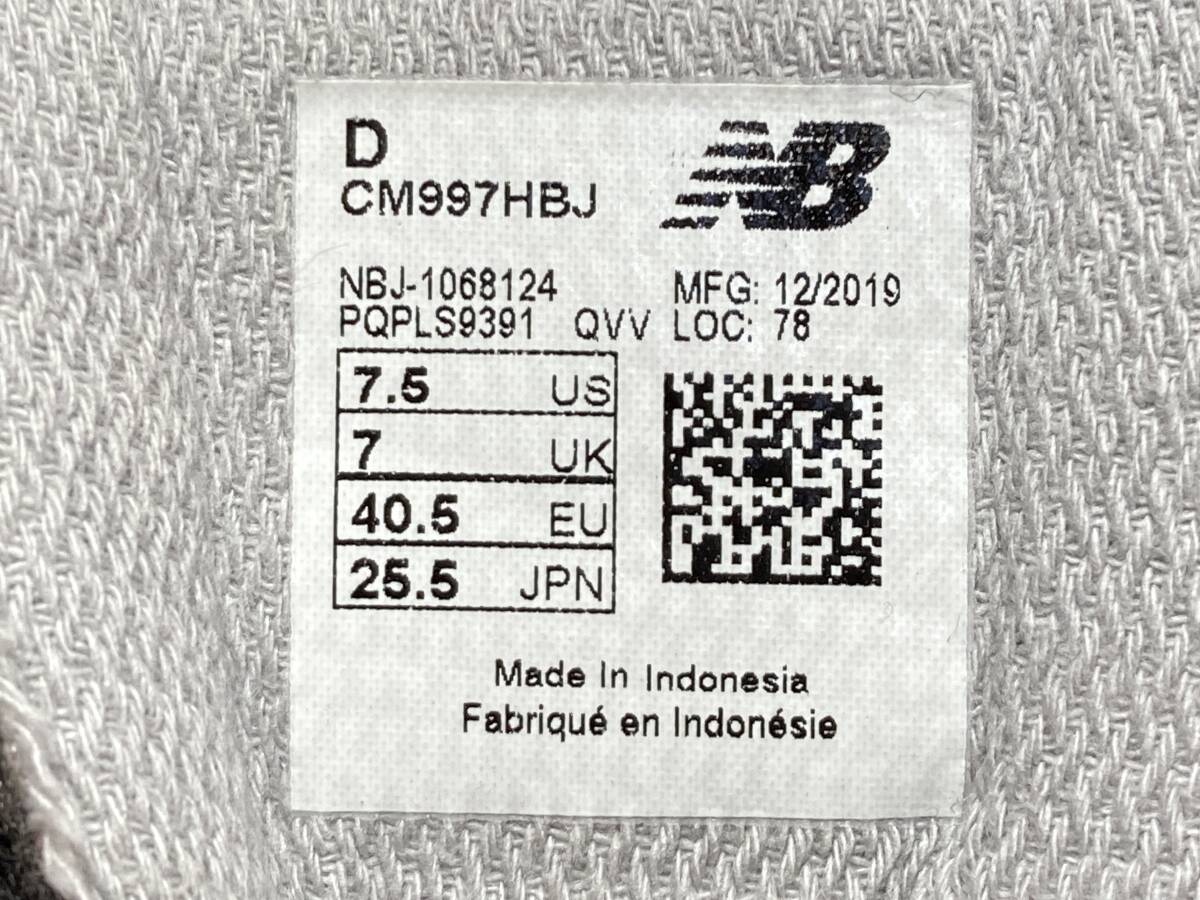 D
CM997HBJ
NB
NBJ-1068124 MFG: 12/2019
PQPLS9391 QVV LOC: 78
7.5 US
7 UK
40.5 EU
25.5 JPN
Made In Indonesia
Fabriqué en Indonésie